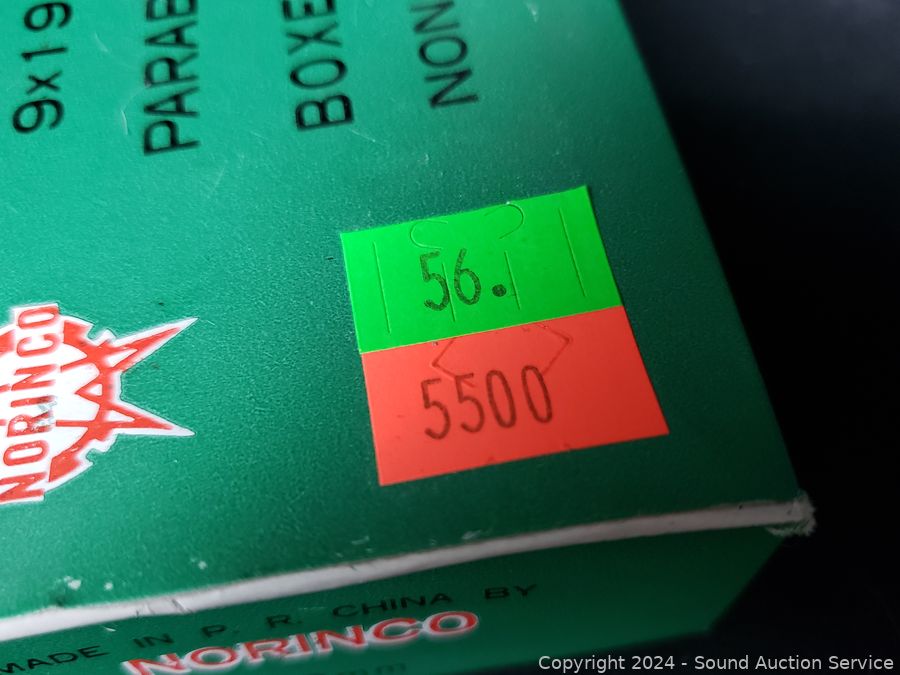 9x19
PARAB
BOXE
NON
56.
5500
NORINCO
MADE IN P. R. CHINA BY
NORINCO
Copyright 2024 - Sound Auction Service